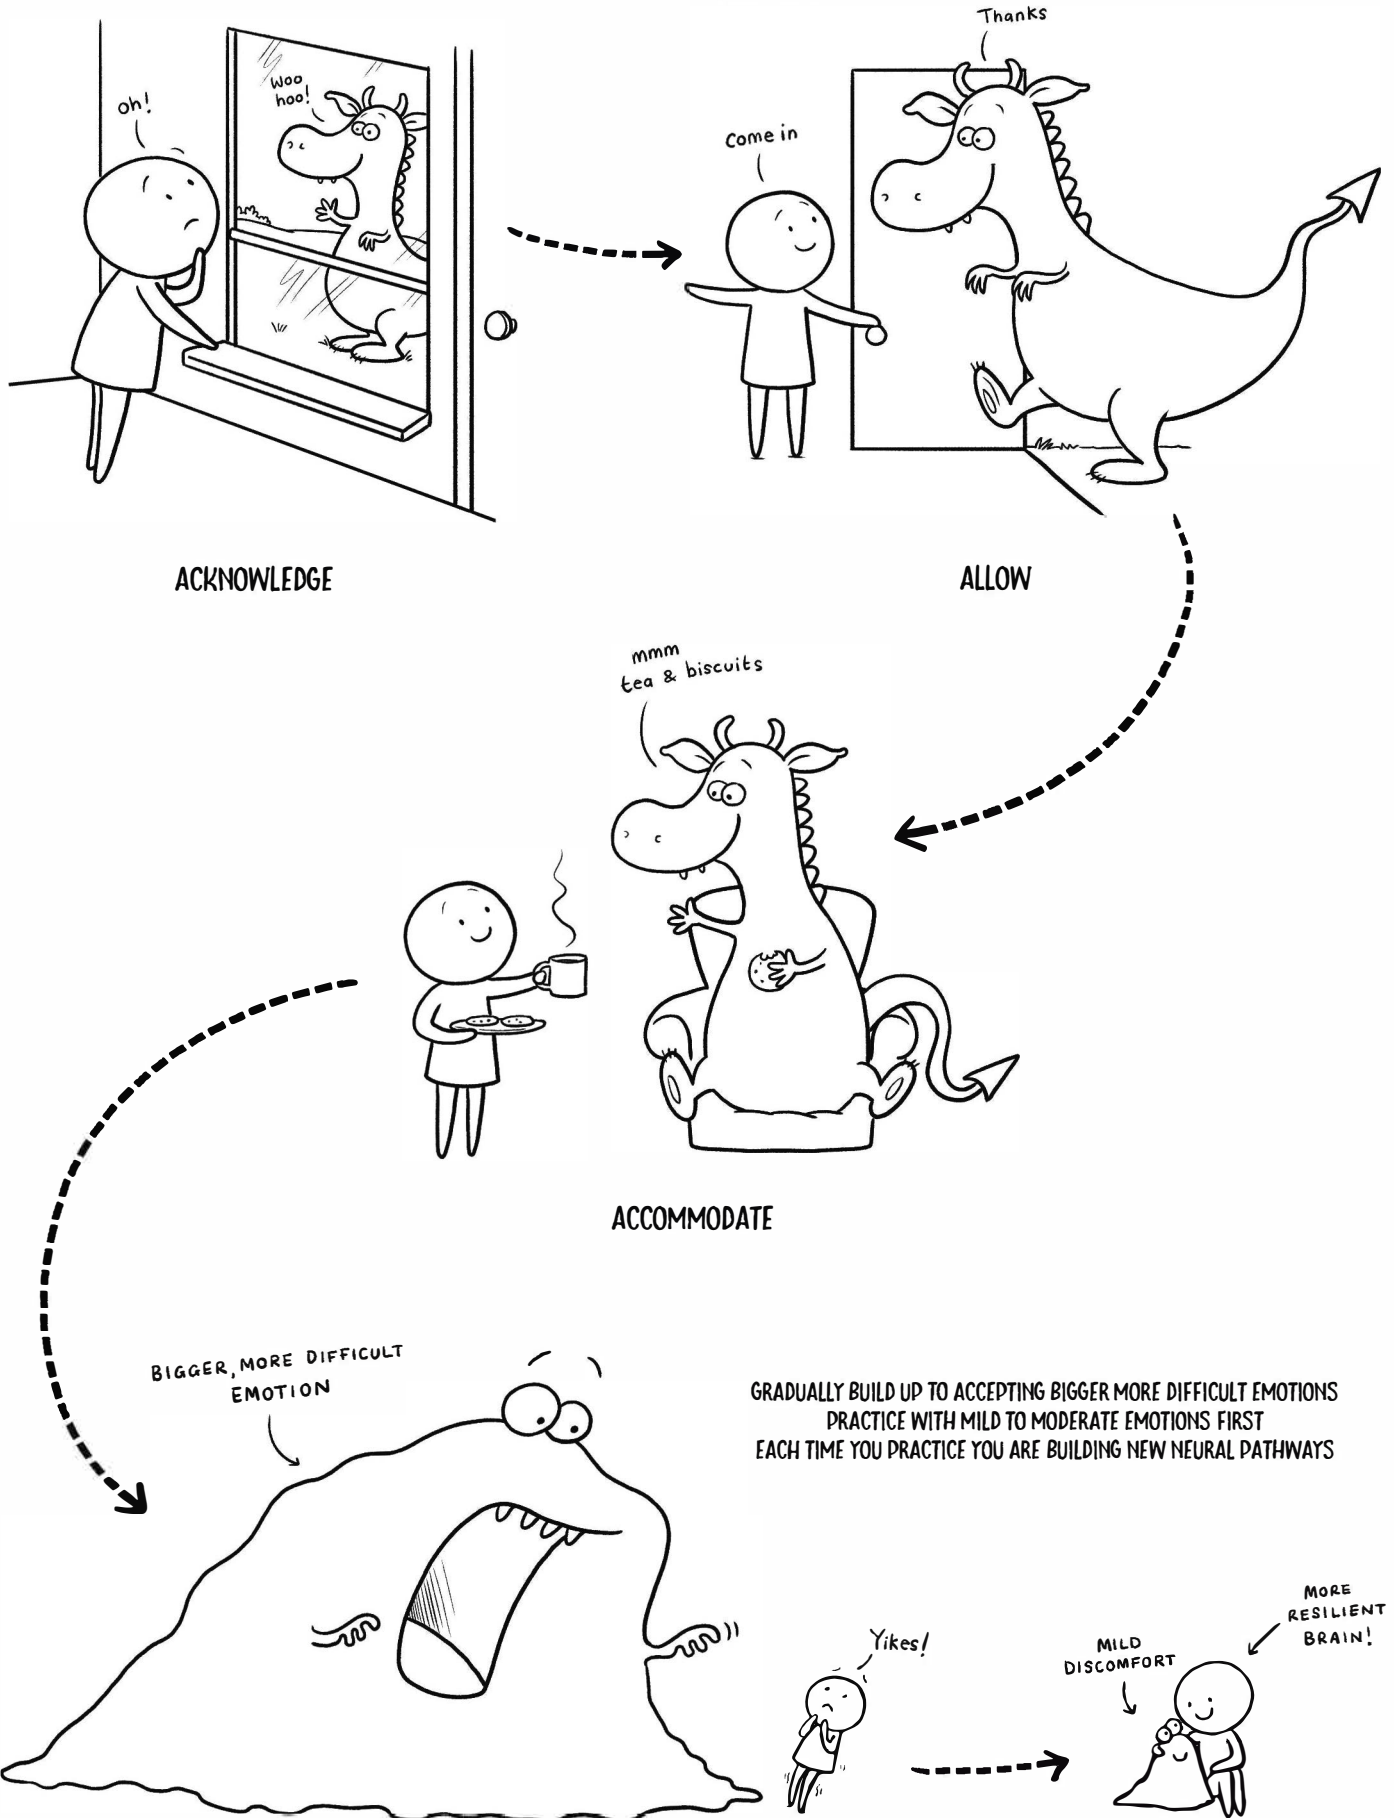 oh!
Woo
hoo!
Come in
Thanks
ACKNOWLEDGE
ALLOW
mmm
tea & biscuits
ACCOMMODATE
BIGGER, MORE DIFFICULT
EMOTION
GRADUALLY BUILD UP TO ACCEPTING BIGGER MORE DIFFICULT EMOTIONS
PRACTICE WITH MILD TO MODERATE EMOTIONS FIRST
EACH TIME YOU PRACTICE YOU ARE BUILDING NEW NEURAL PATHWAYS
Yikes!
MILD
DISCOMFORT
MORE
RESILIENT
BRAIN!